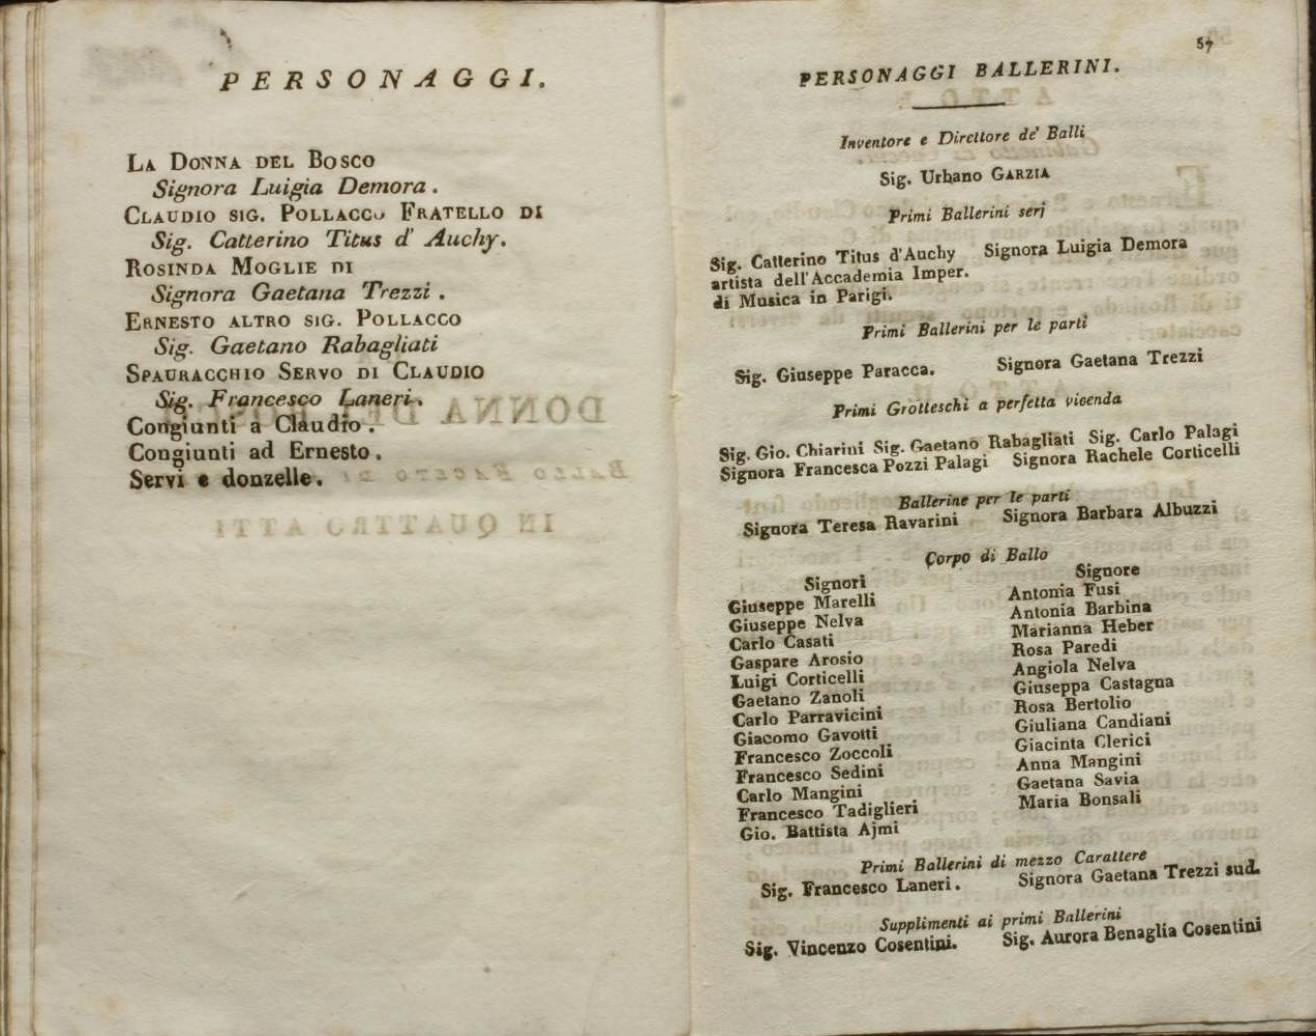 PERSONAGGI.
LA DONNA DEL BOSCO
Signora Luigia Demora.
CLAUDIO SIG. POLLACCO FRATELLO DI
Sig. Catterino Titus d' Auchy.
ROSINDA MOGLIE DI
Signora Gaetana Trezzi.
ERNESTO ALTRO SIG. POLLACCO
Sig. Gaetano Rabagliati
SPAURACCHIO SERVO DI CLAUDIO
Sig. Francesco Laneri.
Congiunti a Claudio.
Congiunti ad Ernesto.
Servi e donzelle.
57
PERSONAGGI BALLERINI.
Inventore e Direttore de' Balli
Sig. Urbano GARZIA
Primi Ballerini serj
Sig. Catterino Titus d'Auchy Signora Luigia Demora
artista dell'Accademia Imper.
di Musica in Parigi.
Primi Ballerini per le parti
Sig. Giuseppe Paracca. Signora Gaetana Trezzi
Primi Grotteschi a perfetta vicenda
Sig. Gio. Chiarini Sig. Gaetano Rabagliati Sig. Carlo Palagi
Signora Francesca Pozzi Palagi Signora Rachele Corticelli
Ballerine per le parti
Signora Teresa Ravarini Signora Barbara Albuzzi
Corpo di Ballo
Signori
Giuseppe Marelli
Giuseppe Nelva
Carlo Casati
Gaspare Arosio
Luigi Corticelli
Gaetano Zanoli
Carlo Parravicini
Giacomo Gavotti
Francesco Zoccoli
Francesco Sedini
Carlo Mangini
Francesco Tadiglieri
Gio. Battista Ajmi
Signore
Antonia Fusi
Antonia Barbina
Marianna Heber
Rosa Paredi
Angiola Nelva
Giuseppa Castagna
Rosa Bertolio
Giuliana Candiani
Giacinta Clerici
Anna Mangini
Gaetana Savia
Maria Bonsali
Primi Ballerini di mezzo Carattere
Sig. Francesco Laneri. Signora Gaetana Trezzi sud.
Supplimenti ai primi Ballerini
Sig. Vincenzo Cosentini. Sig. Aurora Benaglia Cosentini